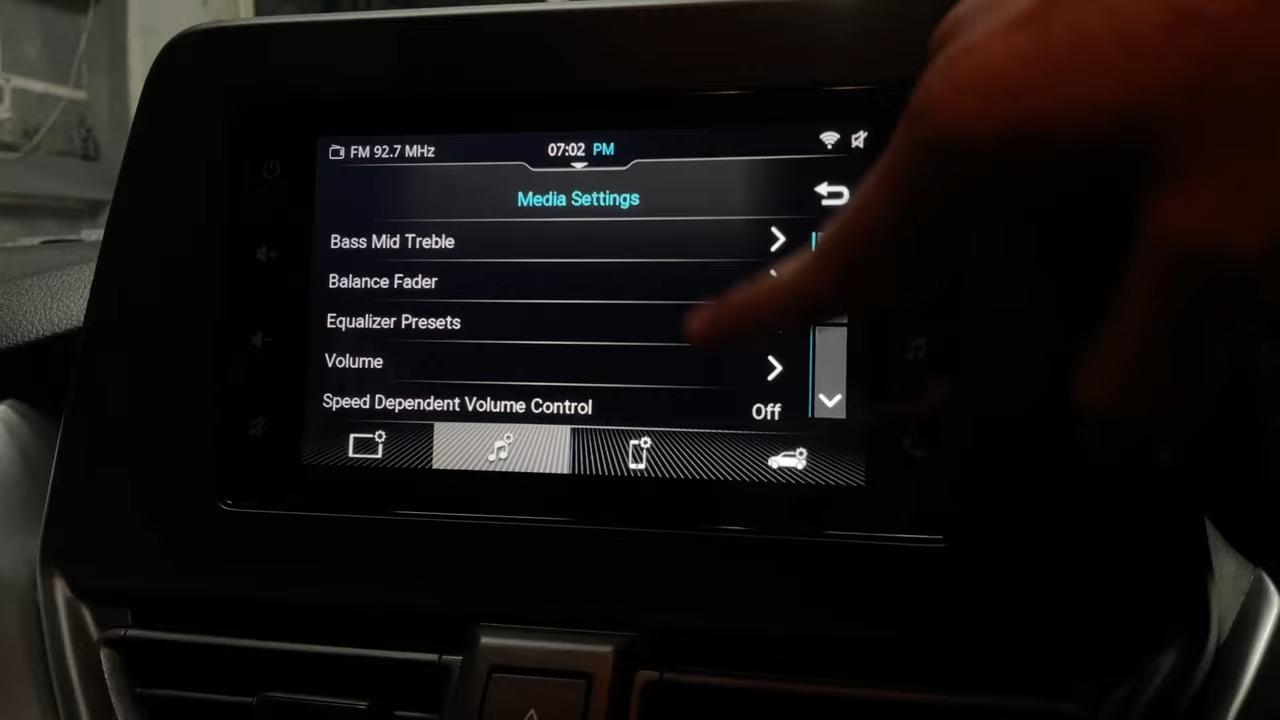 FM 92.7 MHz
07:02 PM
Media Settings
Bass Mid Treble
Balance Fader
Equalizer Presets
Volume
Speed Dependent Volume Control
Off